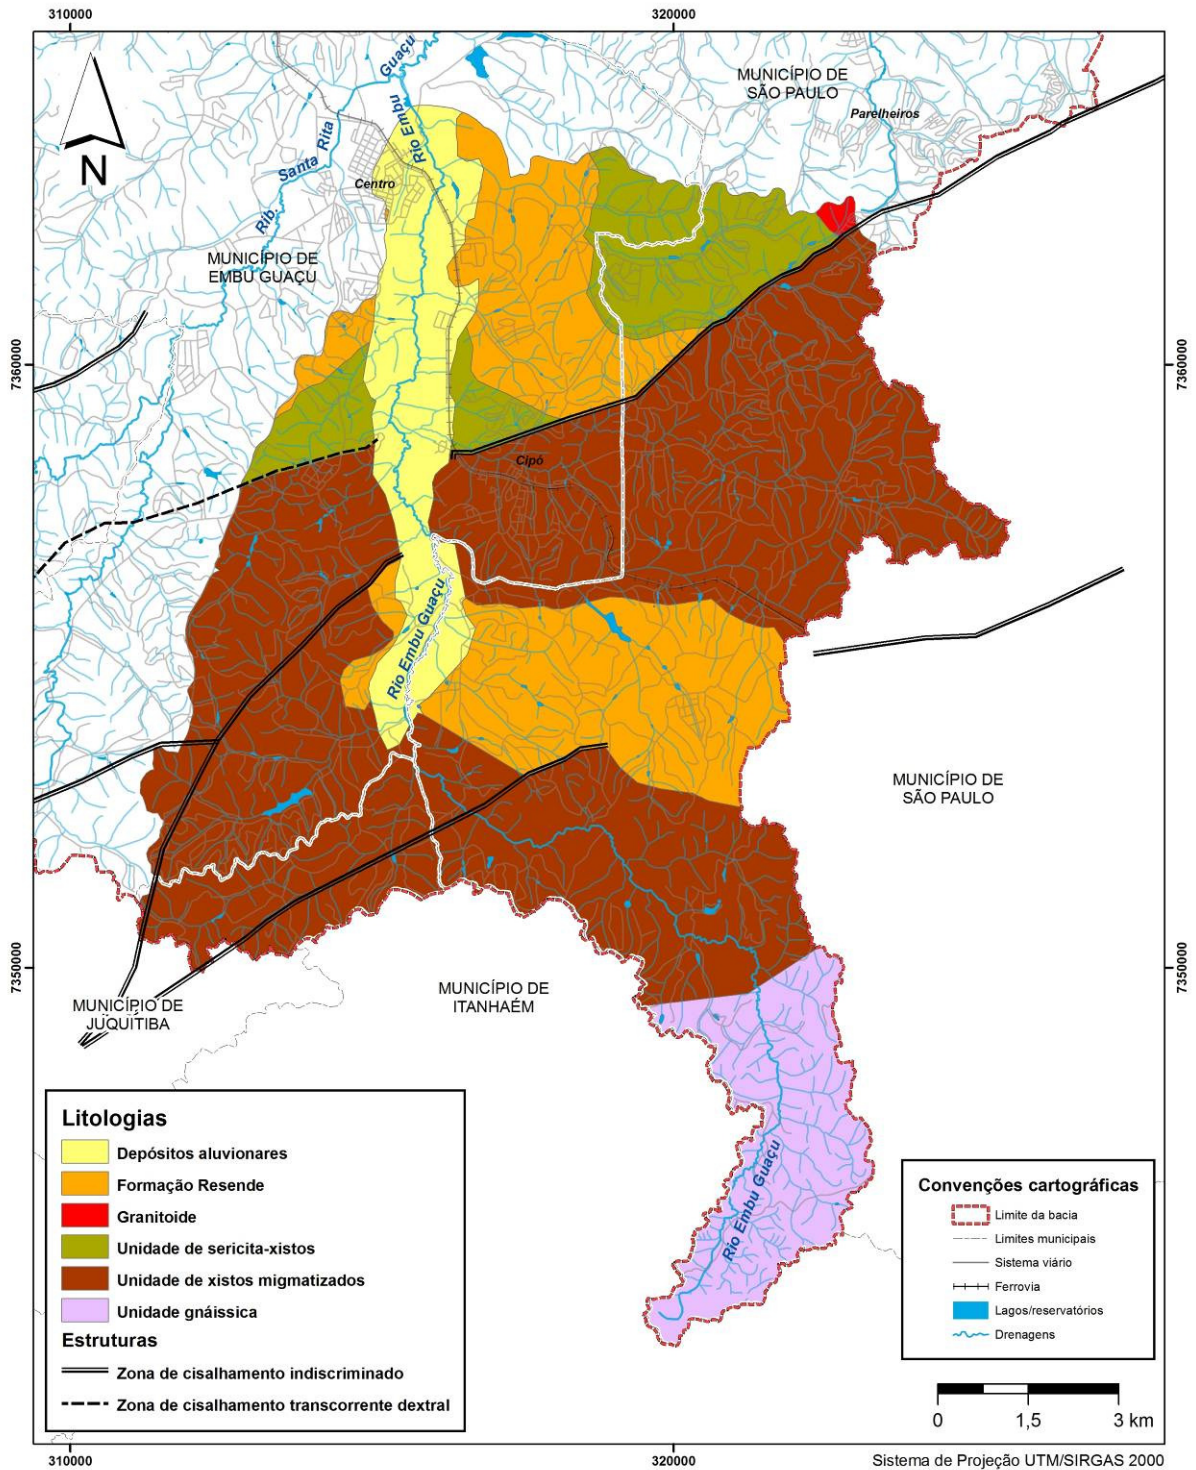 310000
320000
Guaçu
MUNICÍPIO DE
SÃO PAULO
Parelheiros
Rio Embu
Rib. Santa Rita
N
Centro
MUNICÍPIO DE
EMBU GUAÇU
7360000
7360000
Cipó
Rio Embu Guaçu
MUNICÍPIO DE
SÃO PAULO
7350000
7350000
MUNICÍPIO DE
JUQUITIBA
MUNICÍPIO DE
ITANHAÉM
Rio Embu Guaçu
Litologias
Depósitos aluvionares
Formação Resende
Granitoide
Unidade de sericita-xistos
Unidade de xistos migmatizados
Unidade gnáissica
Estruturas
Zona de cisalhamento indiscriminado
Zona de cisalhamento transcorrente dextral
Convenções cartográficas
Limite da bacia
Limites municipais
Sistema viário
Ferrovia
Lagos/reservatórios
Drenagens
0 1,5 3 km
310000
320000
Sistema de Projeção UTM/SIRGAS 2000